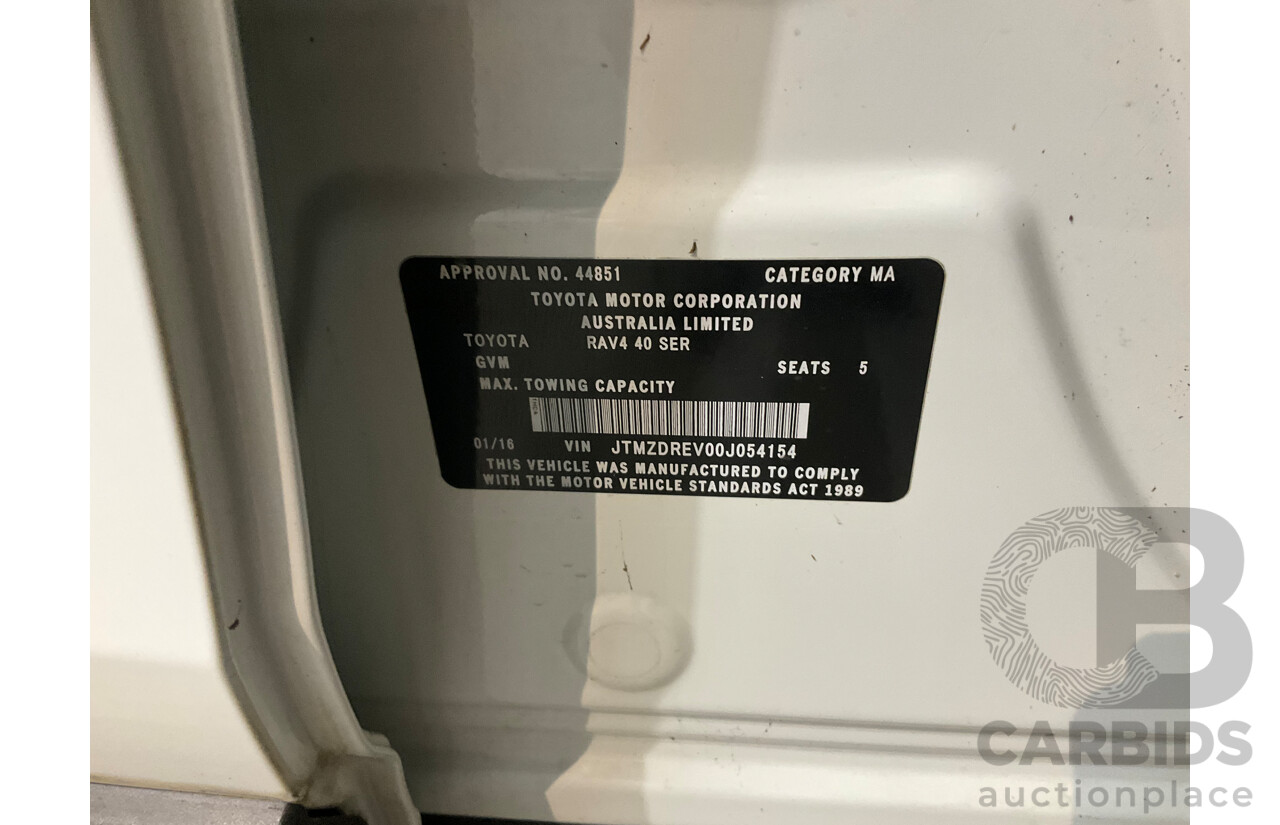 APPROVAL NO. 44851 CATEGORY MA
TOYOTA MOTOR CORPORATION
AUSTRALIA LIMITED
TOYOTA RAV4 40 SER
GVM SEATS 5
MAX. TOWING CAPACITY
01/16 VIN JTMZDREV00J054154
THIS VEHICLE WAS MANUFACTURED TO COMPLY
WITH THE MOTOR VEHICLE STANDARDS ACT 1989
CB
CARBIDS
auctionplace